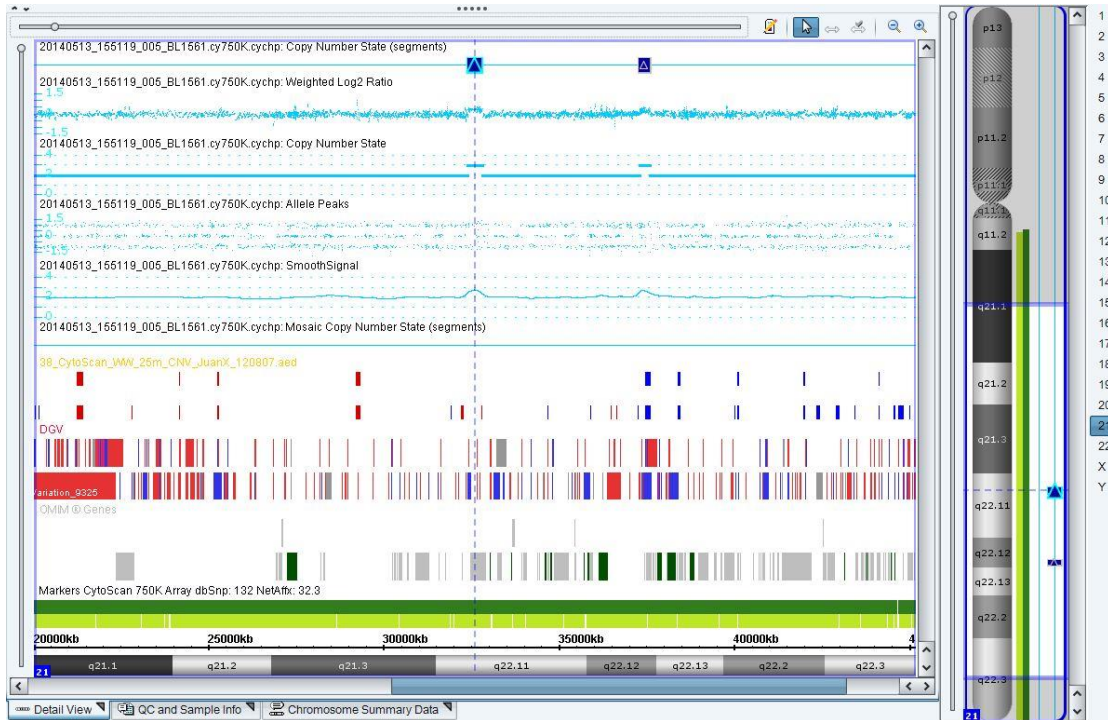 20140513_155119_005_BL1561.cy750K.cychp: Copy Number State (segments)
20140513_155119_005_BL1561.cy750K.cychp: Weighted Log2 Ratio
1.5
0
-1.5
20140513_155119_005_BL1561.cy750K.cychp: Copy Number State
4
2
0
20140513_155119_005_BL1561.cy750K.cychp: Allele Peaks
1.5
0
-1.5
20140513_155119_005_BL1561.cy750K.cychp: SmoothSignal
4
2
0
20140513_155119_005_BL1561.cy750K.cychp: Mosaic Copy Number State (segments)
38_CytoScan_WW_25m_CNV_JuanX_120807.aed
DGV
Variation_9325
OMIM ® Genes
Markers CytoScan 750K Array dbSnp: 132 NetAffx: 32.3
20000kb 25000kb 30000kb 35000kb 40000kb 4
q21.1 q21.2 q21.3 q22.11 q22.12 q22.13 q22.2 q22.3
21
Detail View QC and Sample Info Chromosome Summary Data
p13
p12
p11.2
p11.1
q11.1
q11.2
q21.1
q21.2
q21.3
q22.11
q22.12
q22.13
q22.2
q22.3
21
1
2
3
4
5
6
7
8
9
10
11
12
13
14
15
16
17
18
19
20
21
22
X
Y